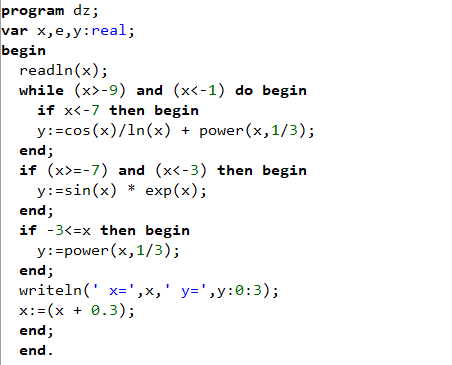 program dz;
var x,e,y:real;
begin
readln(x);
while (x>-9) and (x<-1) do begin
if x<-7 then begin
y:=cos(x)/ln(x) + power(x,1/3);
end;
if (x>=-7) and (x<-3) then begin
y:=sin(x) * exp(x);
end;
if -3<=x then begin
y:=power(x,1/3);
end;
writeln(' x=',x,' y=',y:0:3);
x:=(x + 0.3);
end;
end.